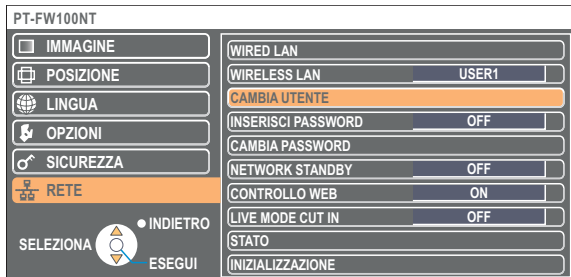 PT-FW100NT
IMMAGINE
POSIZIONE
LINGUA
OPZIONI
SICUREZZA
RETE
INDIETRO
SELEZIONA
ESEGUI
WIRED LAN
WIRELESS LAN USER1
CAMBIA UTENTE
INSERISCI PASSWORD OFF
CAMBIA PASSWORD
NETWORK STANDBY OFF
CONTROLLO WEB ON
LIVE MODE CUT IN OFF
STATO
INIZIALIZZAZIONE